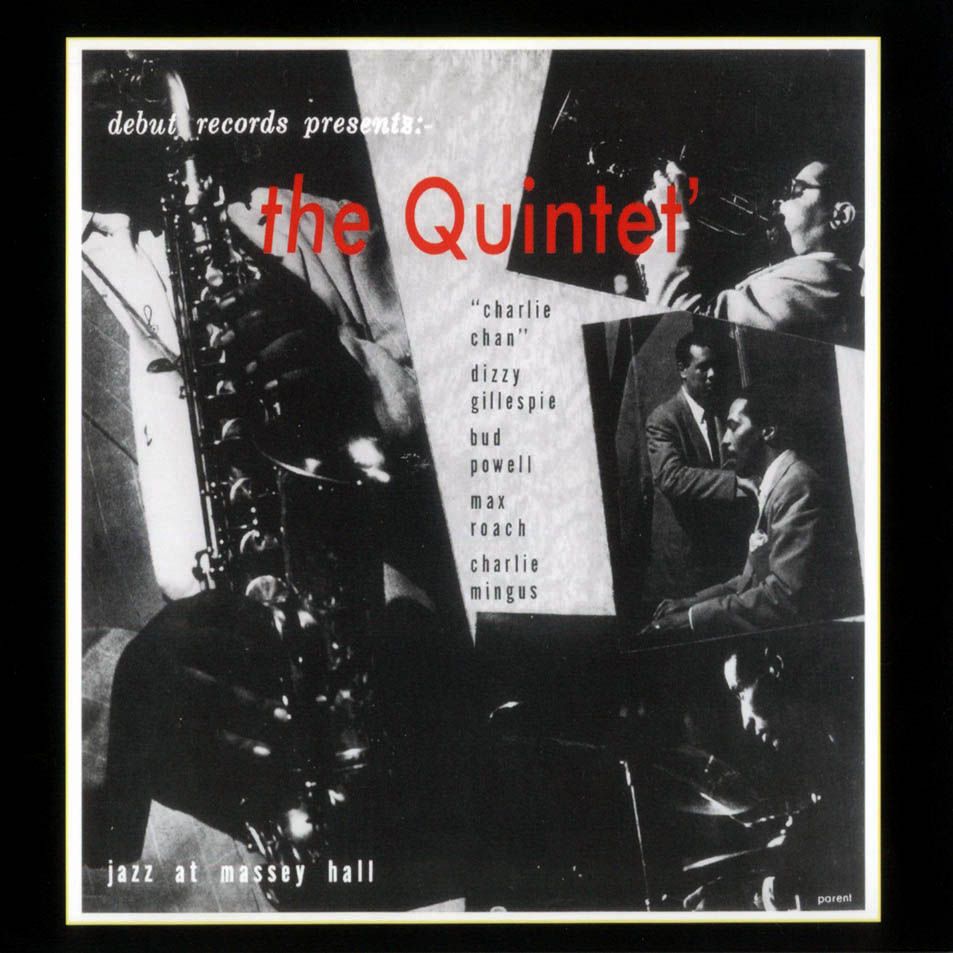 debut records presents:-
the Quintet’
“charlie
chan”
dizzy
gillespie
bud
powell
max
roach
charlie
mingus
jazz at massey hall
parent